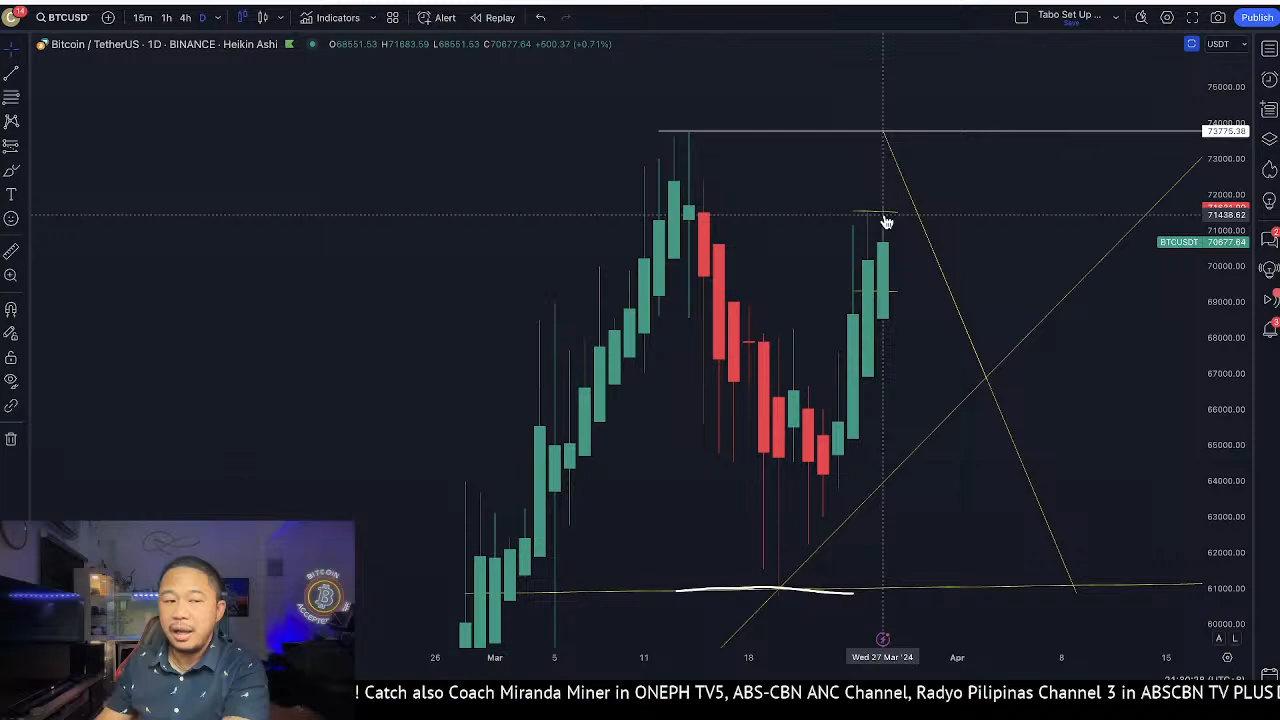 C 14
BTCUSDT 15m 1h 4h D Indicators Alert Replay Tabo Set Up ... Save Publish
Bitcoin / TetherUS · 1D · BINANCE · Heikin Ashi O68551.53 H71683.59 L68551.53 C70677.64 +500.37 (+0.71%) USDT
75000.00
73775.38
73000.00
72000.00
71438.62
71000.00
BTCUSDT 70677.64
70000.00
69000.00
68000.00
67000.00
66000.00
65000.00
64000.00
63000.00
62000.00
61000.00
60000.00
BITCOIN
B
ACCEPTED
A L
26 Mar 5 11 18 Wed 27 Mar '24 Apr 8 15
! Catch also Coach Miranda Miner in ONEPH TV5, ABS-CBN ANC Channel, Radyo Pilipinas Channel 3 in ABSCBN TV PLUS